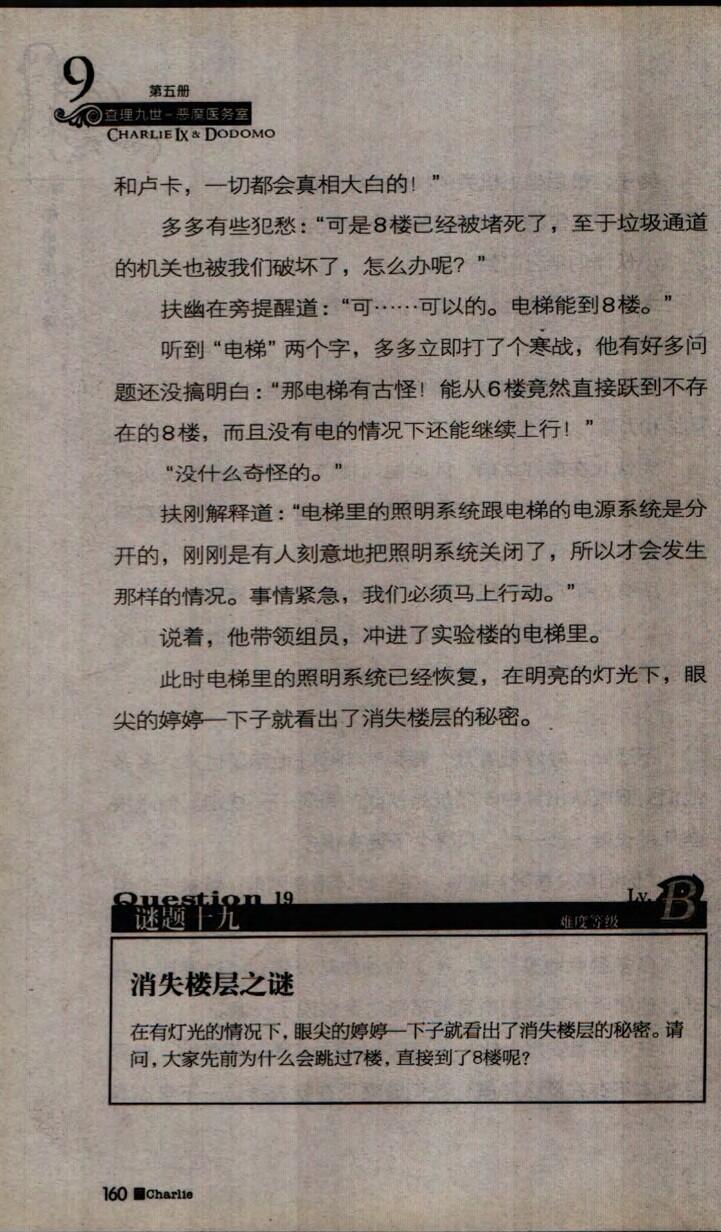 9
第五册
查理九世－恶魔医务室
CHARLIE IX & DODOMO
和卢卡，一切都会真相大白的！”
多多有些犯愁：“可是8楼已经被堵死了，至于垃圾通道
的机关也被我们破坏了，怎么办呢？”
扶幽在旁提醒道：“可……可以的。电梯能到8楼。”
听到“电梯”两个字，多多立即打了个寒战，他有好多问
题还没搞明白：“那电梯有古怪！能从6楼竟然直接跃到不存
在的8楼，而且没有电的情况下还能继续上行！”
“没什么奇怪的。”
扶刚解释道：“电梯里的照明系统跟电梯的电源系统是分
开的，刚刚是有人刻意地把照明系统关闭了，所以才会发生
那样的情况。事情紧急，我们必须马上行动。”
说着，他带领组员，冲进了实验楼的电梯里。
此时电梯里的照明系统已经恢复，在明亮的灯光下，眼
尖的婷婷一下子就看出了消失楼层的秘密。
Question 19
Lv. B
谜题十九
难度等级
消失楼层之谜
在有灯光的情况下，眼尖的婷婷一下子就看出了消失楼层的秘密。请
问，大家先前为什么会跳过7楼，直接到了8楼呢？
160 ■Charlie